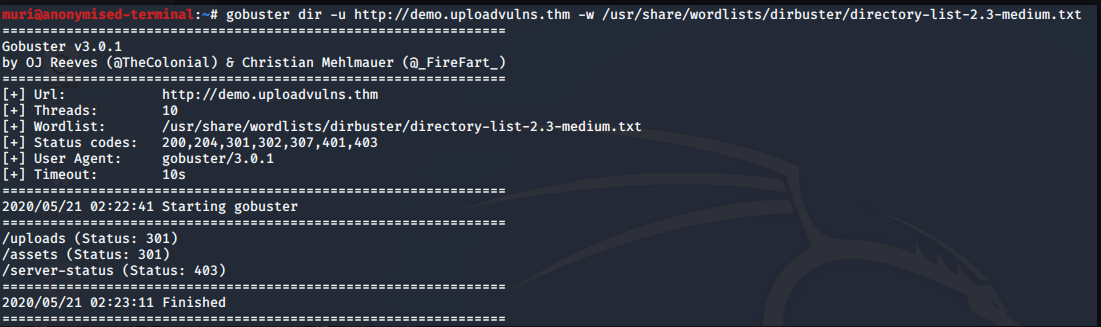 muri@anonymised-terminal:~# gobuster dir -u http://demo.uploadvulns.thm -w /usr/share/wordlists/dirbuster/directory-list-2.3-medium.txt
===============================================================
Gobuster v3.0.1
by OJ Reeves (@TheColonial) & Christian Mehlmauer (@_FireFart_)
===============================================================
[+] Url:            http://demo.uploadvulns.thm
[+] Threads:        10
[+] Wordlist:       /usr/share/wordlists/dirbuster/directory-list-2.3-medium.txt
[+] Status codes:   200,204,301,302,307,401,403
[+] User Agent:     gobuster/3.0.1
[+] Timeout:        10s
===============================================================
2020/05/21 02:22:41 Starting gobuster
===============================================================
/uploads (Status: 301)
/assets (Status: 301)
/server-status (Status: 403)
===============================================================
2020/05/21 02:23:11 Finished
===============================================================